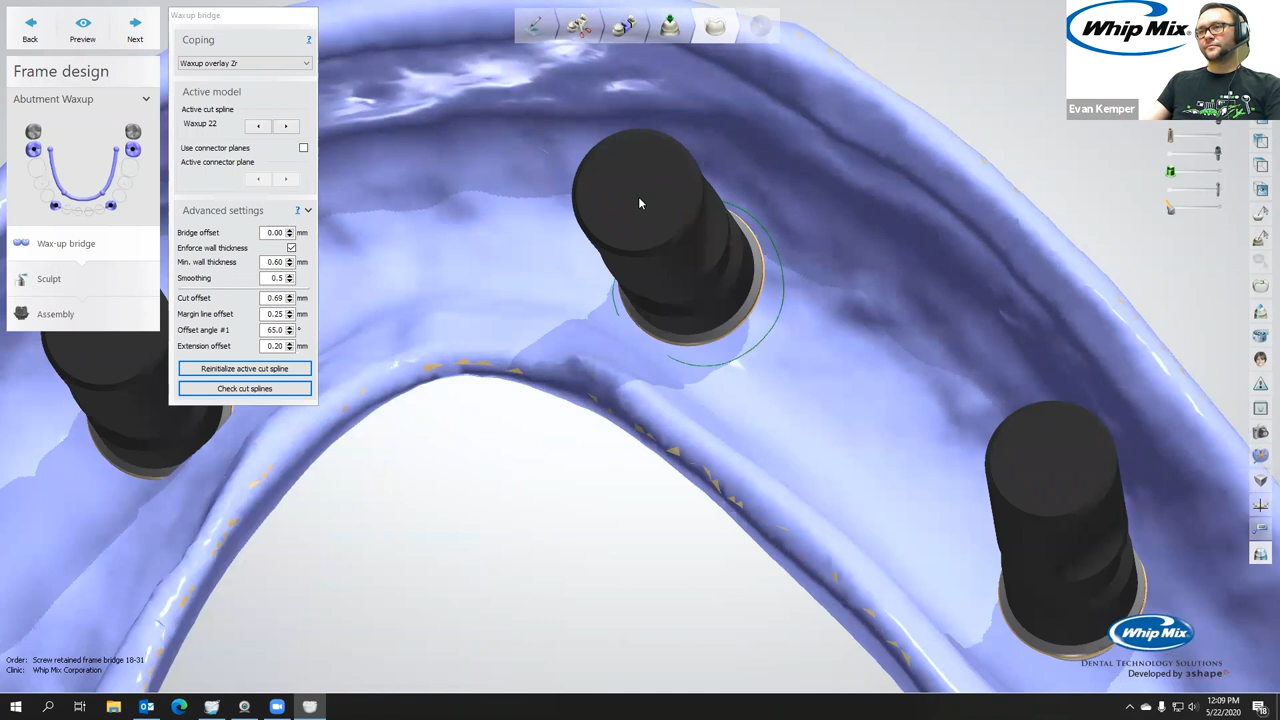 Back
Preview
Next
Frame design
Abutment Waxup
Wax-up bridge
Sculpt
Assembly
Waxup bridge
Coping ?
Waxup overlay Zr
Active model
Active cut spline
Waxup 22
Use connector planes
Active connector plane
Advanced settings ?
Bridge offset 0.00 mm
Enforce wall thickness
Min. wall thickness 0.60 mm
Smoothing 0.5
Cut offset 0.69 mm
Margin line offset 0.25 mm
Offset angle #1 65.0 °
Extension offset 0.20 mm
Reinitialize active cut spline
Check cut splines
Whip Mix®
Evan Kemper
Order: Screw retained frame bridge 18-31
Clinic: Whip Mix Corporation
Whip Mix
DENTAL TECHNOLOGY SOLUTIONS
Developed by 3shape
12:09 PM
5/22/2020
18